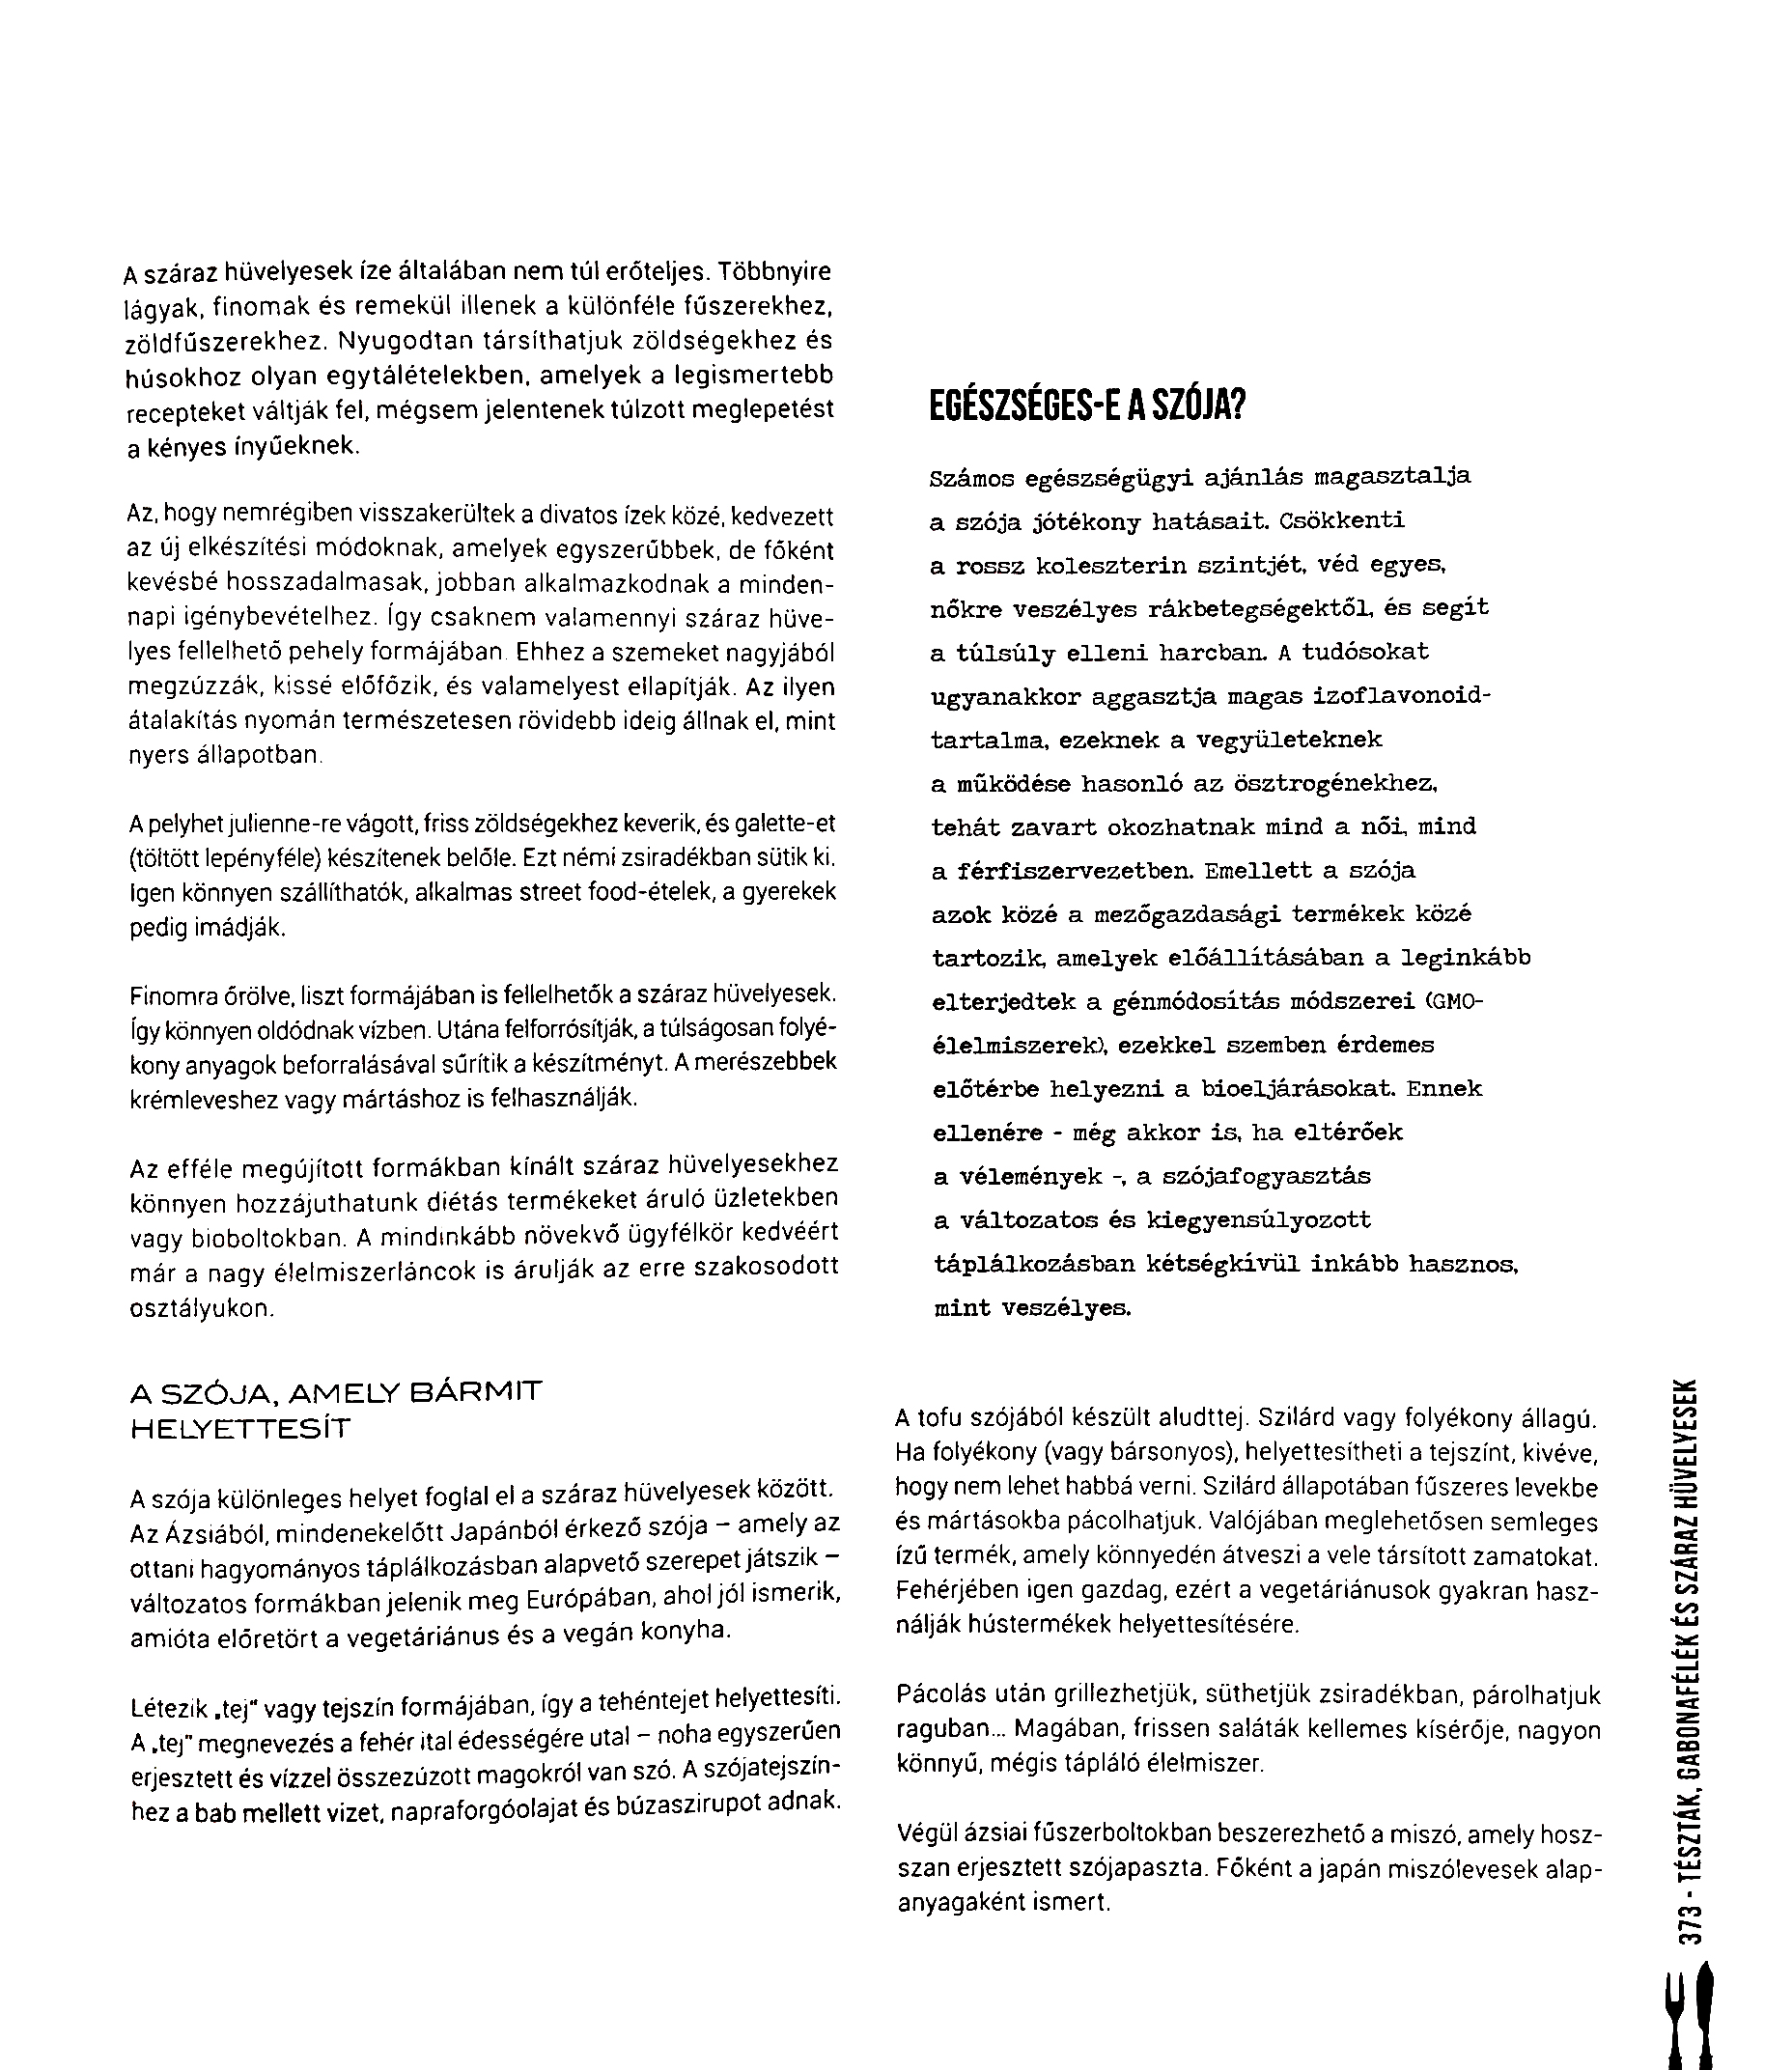 A száraz hüvelyesek íze általában nem túl erőteljes. Többnyire
lágyak, finomak és remekül illenek a különféle fűszerekhez,
zöldfűszerekhez. Nyugodtan társíthatjuk zöldségekhez és
húsokhoz olyan egytálételekben, amelyek a legismertebb
recepteket váltják fel, mégsem jelentenek túlzott meglepetést
a kényes ínyűeknek.
Az, hogy nemrégiben visszakerültek a divatos ízek közé, kedvezett
az új elkészítési módoknak, amelyek egyszerűbbek, de főként
kevésbé hosszadalmasak, jobban alkalmazkodnak a minden-
napi igénybevételhez. Így csaknem valamennyi száraz hüve-
lyes fellelhető pehely formájában. Ehhez a szemeket nagyjából
megzúzzák, kissé előfőzik, és valamelyest ellapítják. Az ilyen
átalakítás nyomán természetesen rövidebb ideig állnak el, mint
nyers állapotban.
A pelyhet julienne-re vágott, friss zöldségekhez keverik, és galette-et
(töltött lepényféle) készítenek belőle. Ezt némi zsiradékban sütik ki.
Igen könnyen szállíthatók, alkalmas street food-ételek, a gyerekek
pedig imádják.
Finomra őrölve, liszt formájában is fellelhetők a száraz hüvelyesek.
Így könnyen oldódnak vízben. Utána felforrósítják, a túlságosan folyé-
kony anyagok beforralásával sűrítik a készítményt. A merészebbek
krémleveshez vagy mártáshoz is felhasználják.
Az efféle megújított formákban kínált száraz hüvelyesekhez
könnyen hozzájuthatunk diétás termékeket áruló üzletekben
vagy bioboltokban. A mindinkább növekvő ügyfélkör kedvéért
már a nagy élelmiszerláncok is árulják az erre szakosodott
osztályukon.
A SZÓJA, AMELY BÁRMIT
HELYETTESÍT
A szója különleges helyet foglal el a száraz hüvelyesek között.
Az Ázsiából, mindenekelőtt Japánból érkező szója – amely az
ottani hagyományos táplálkozásban alapvető szerepet játszik –
változatos formákban jelenik meg Európában, ahol jól ismerik,
amióta előretört a vegetáriánus és a vegán konyha.
Létezik „tej" vagy tejszín formájában, így a tehéntejet helyettesíti.
A „tej" megnevezés a fehér ital édességére utal – noha egyszerűen
erjesztett és vízzel összezúzott magokról van szó. A szójatejszín-
hez a bab mellett vizet, napraforgóolajat és búzaszirupot adnak.
EGÉSZSÉGES-E A SZÓJA?
Számos egészségügyi ajánlás magasztalja
a szója jótékony hatásait. Csökkenti
a rossz koleszterin szintjét, véd egyes,
nőkre veszélyes rákbetegségektől, és segít
a túlsúly elleni harcban. A tudósokat
ugyanakkor aggasztja magas izoflavonoid-
tartalma, ezeknek a vegyületeknek
a működése hasonló az ösztrogénekhez,
tehát zavart okozhatnak mind a női, mind
a férfiszervezetben. Emellett a szója
azok közé a mezőgazdasági termékek közé
tartozik, amelyek előállításában a leginkább
elterjedtek a génmódosítás módszerei (GMO-
élelmiszerek), ezekkel szemben érdemes
előtérbe helyezni a bioeljárásokat. Ennek
ellenére - még akkor is, ha eltérőek
a vélemények -, a szójafogyasztás
a változatos és kiegyensúlyozott
táplálkozásban kétségkívül inkább hasznos,
mint veszélyes.
A tofu szójából készült aludttej. Szilárd vagy folyékony állagú.
Ha folyékony (vagy bársonyos), helyettesítheti a tejszínt, kivéve,
hogy nem lehet habbá verni. Szilárd állapotában fűszeres levekbe
és mártásokba pácolhatjuk. Valójában meglehetősen semleges
ízű termék, amely könnyedén átveszi a vele társított zamatokat.
Fehérjében igen gazdag, ezért a vegetáriánusok gyakran hasz-
nálják hústermékek helyettesítésére.
Pácolás után grillezhetjük, süthetjük zsiradékban, párolhatjuk
raguban... Magában, frissen saláták kellemes kísérője, nagyon
könnyű, mégis tápláló élelmiszer.
Végül ázsiai fűszerboltokban beszerezhető a miszó, amely hosz-
szan erjesztett szójapaszta. Főként a japán miszólevesek alap-
anyagaként ismert.
373 - TÉSZTÁK, GABONAFÉLÉK ÉS SZÁRAZ HÜVELYESEK